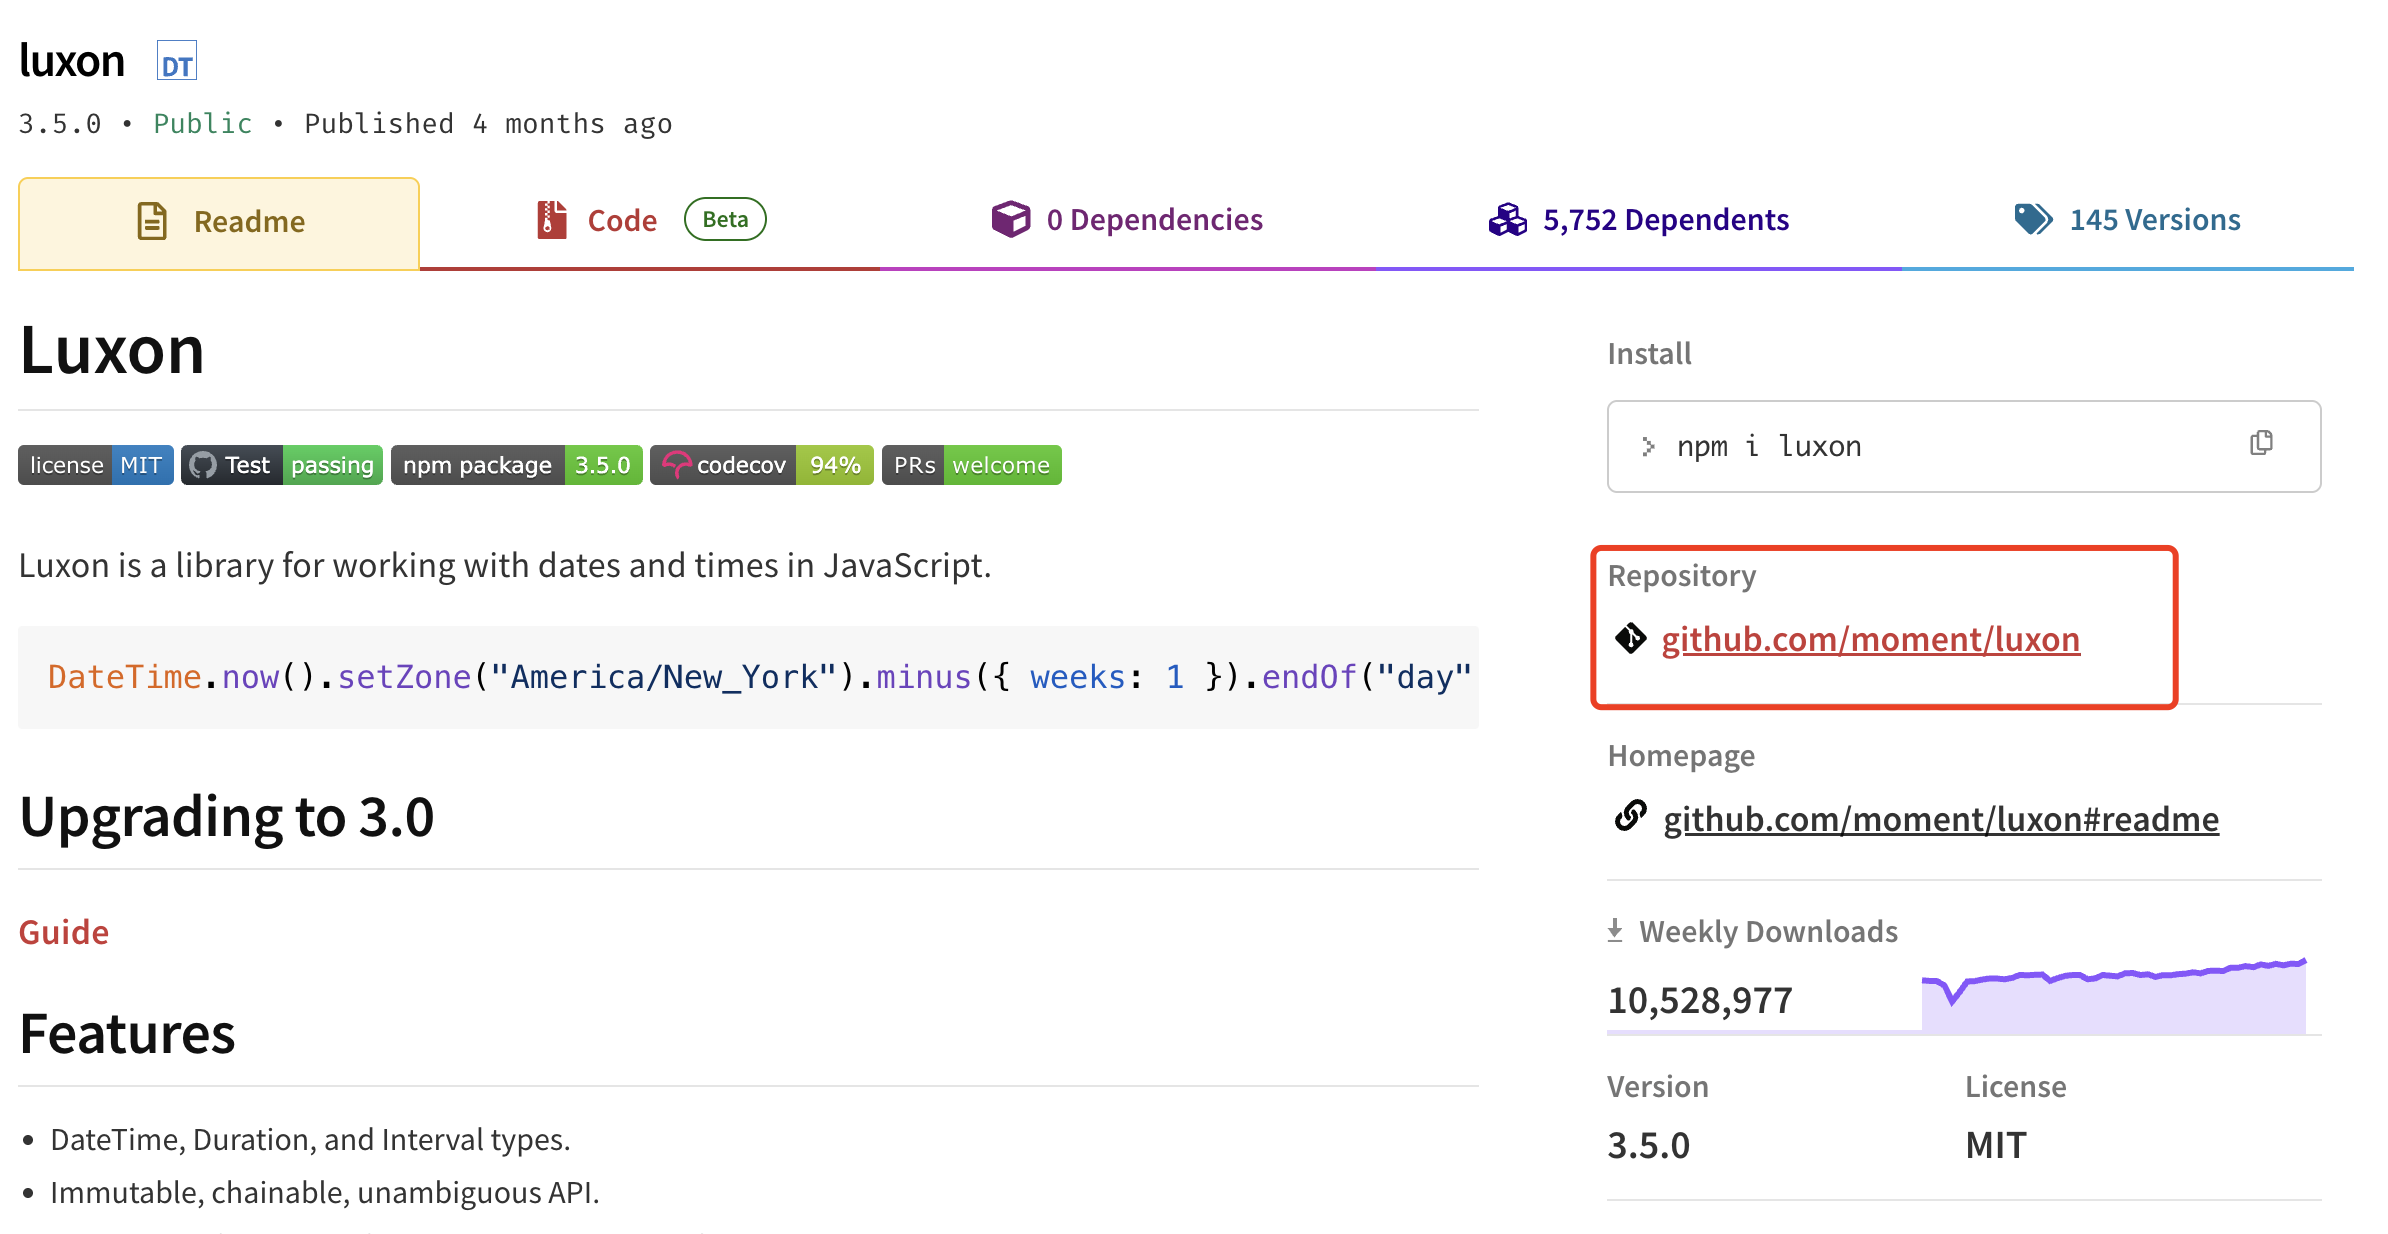 luxon DT
3.5.0 • Public • Published 4 months ago
Readme
Code Beta
0 Dependencies
5,752 Dependents
145 Versions
Luxon
license MIT Test passing npm package 3.5.0 codecov 94% PRs welcome
Luxon is a library for working with dates and times in JavaScript.
DateTime.now().setZone("America/New_York").minus({ weeks: 1 }).endOf("day"
Upgrading to 3.0
Guide
Features
• DateTime, Duration, and Interval types.
• Immutable, chainable, unambiguous API.
Install
> npm i luxon
Repository
github.com/moment/luxon
Homepage
github.com/moment/luxon#readme
Weekly Downloads
10,528,977
Version
3.5.0
License
MIT